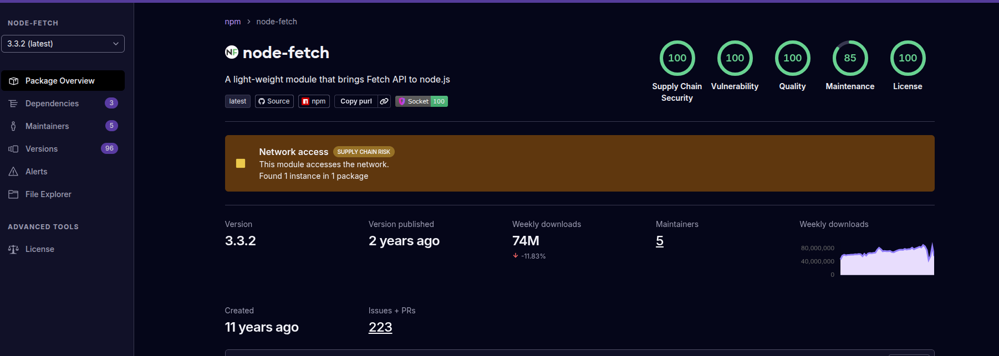 NODE-FETCH
3.3.2 (latest)
Package Overview
Dependencies 3
Maintainers 5
Versions 96
Alerts
File Explorer
ADVANCED TOOLS
License
npm > node-fetch
NF node-fetch
A light-weight module that brings Fetch API to node.js
latest Source npm Copy purl Socket 100
100 100 100 85 100
Supply Chain Security Vulnerability Quality Maintenance License
Network access SUPPLY CHAIN RISK
This module accesses the network.
Found 1 instance in 1 package
Version
3.3.2
Version published
2 years ago
Weekly downloads
74M
-11.83%
Maintainers
5
Weekly downloads
80,000,000
40,000,000
0
Created
11 years ago
Issues + PRs
223